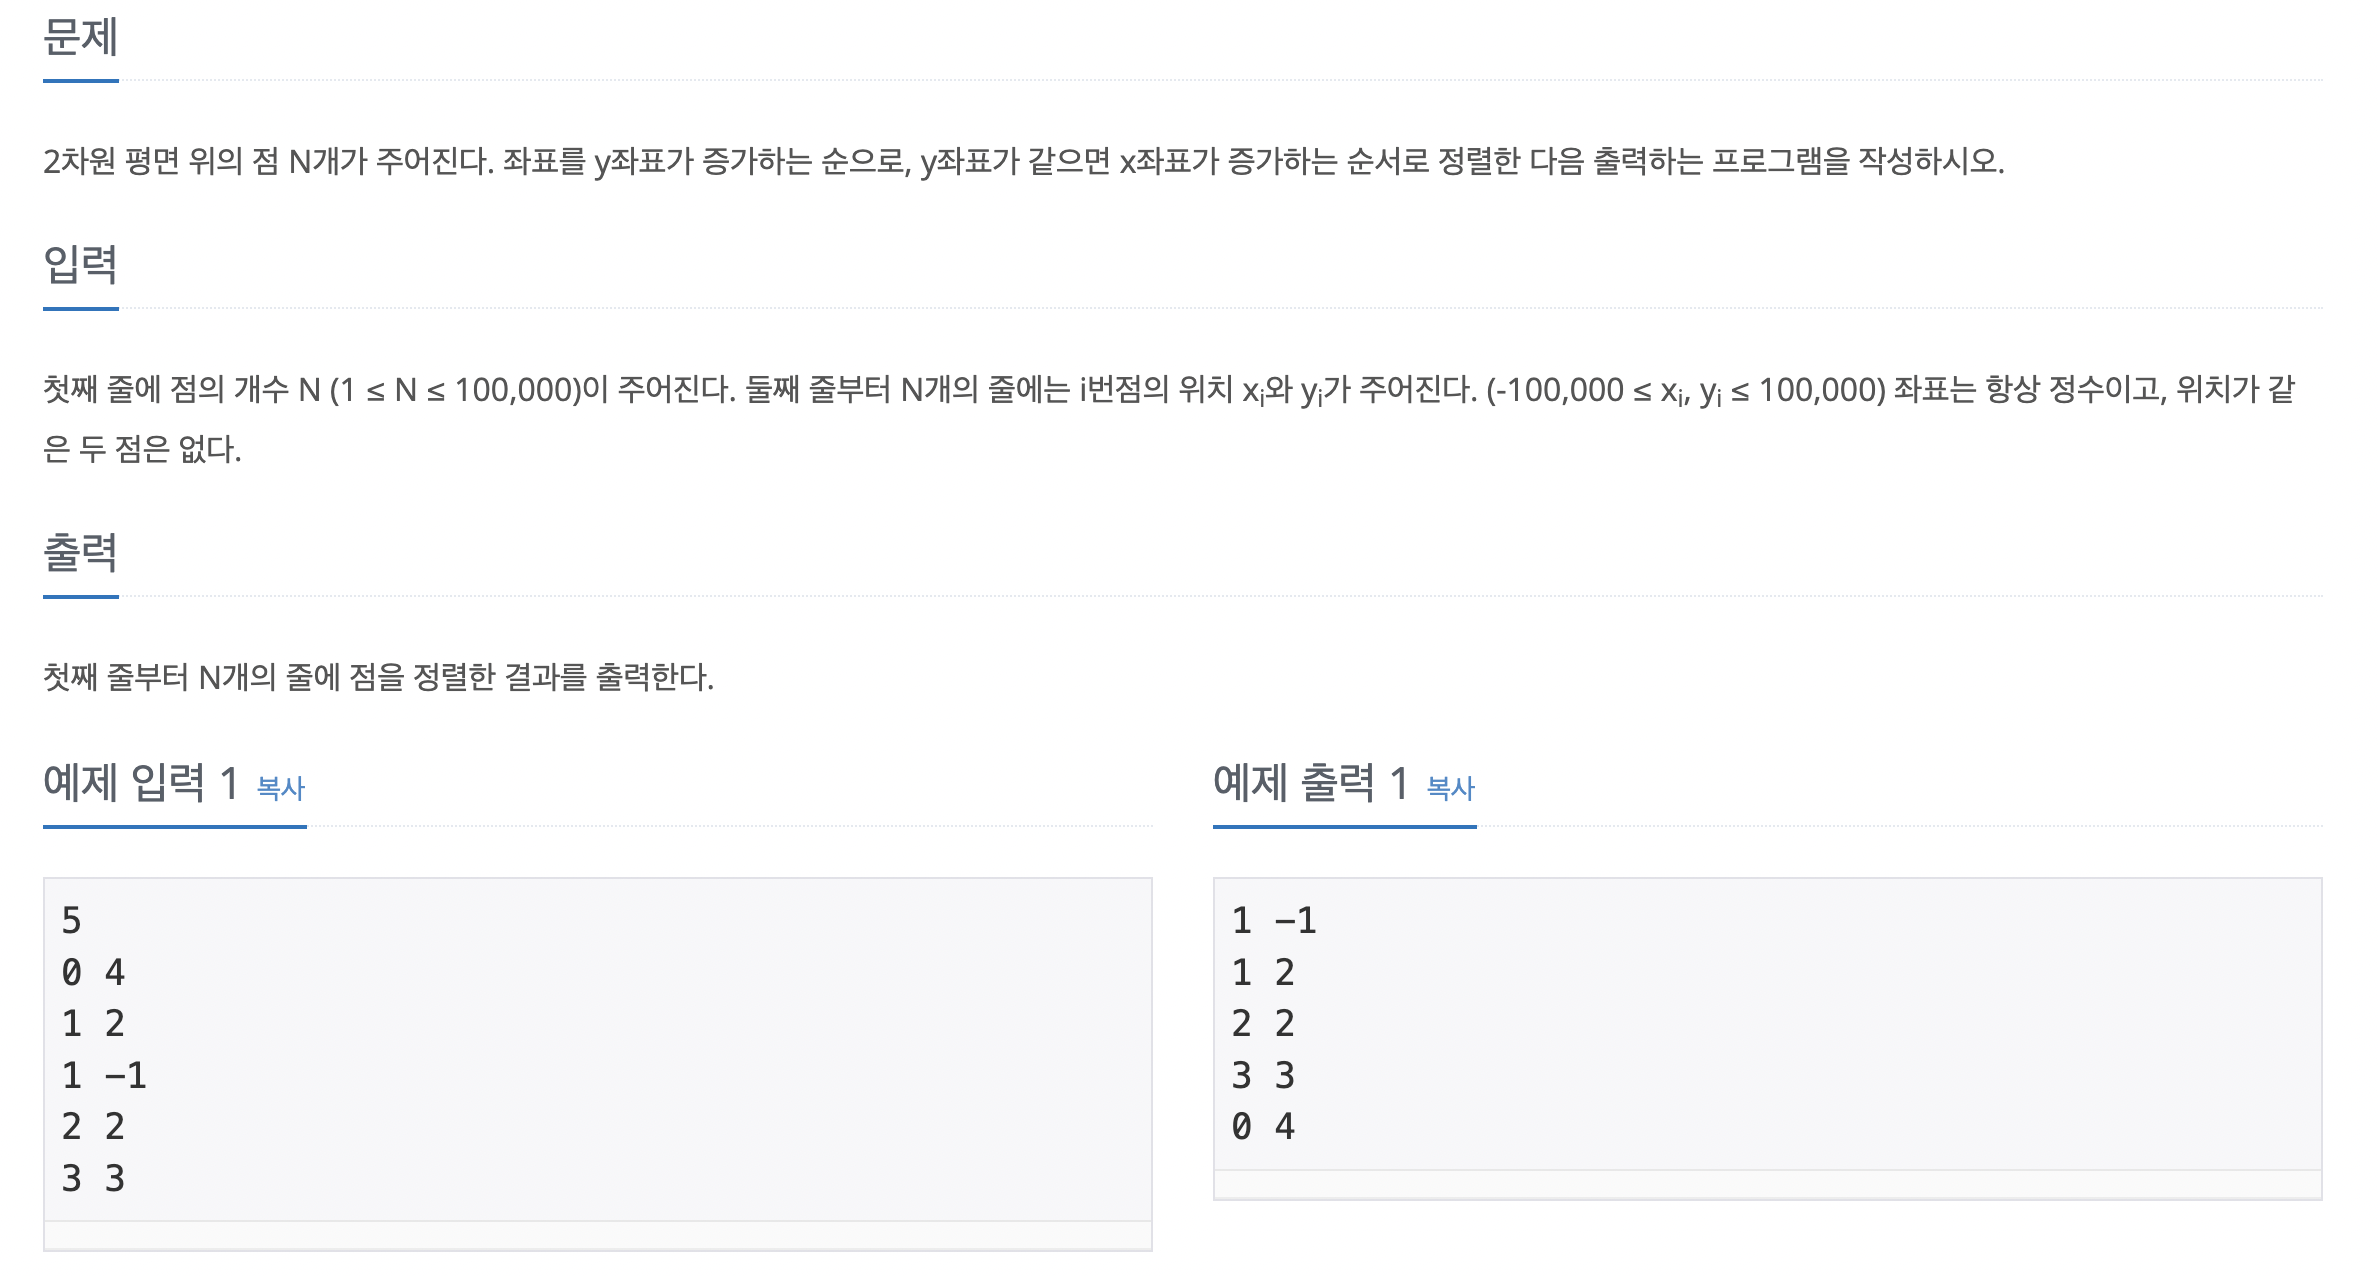 문제
2차원 평면 위의 점 N개가 주어진다. 좌표를 y좌표가 증가하는 순으로, y좌표가 같으면 x좌표가 증가하는 순서로 정렬한 다음 출력하는 프로그램을 작성하시오.
입력
첫째 줄에 점의 개수 N (1 ≤ N ≤ 100,000)이 주어진다. 둘째 줄부터 N개의 줄에는 i번점의 위치 xi와 yi가 주어진다. (-100,000 ≤ xi, yi ≤ 100,000) 좌표는 항상 정수이고, 위치가 같
은 두 점은 없다.
출력
첫째 줄부터 N개의 줄에 점을 정렬한 결과를 출력한다.
예제 입력 1 복사
5
0 4
1 2
1 -1
2 2
3 3
예제 출력 1 복사
1 -1
1 2
2 2
3 3
0 4